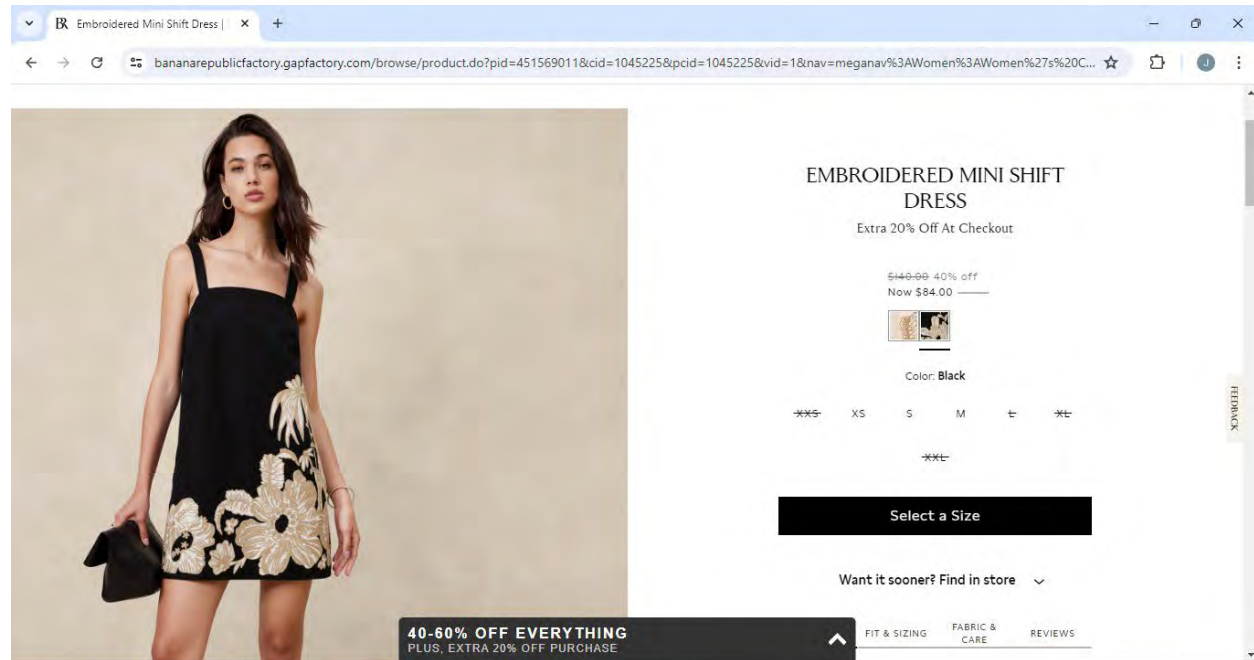 Embroidered Mini Shift Dress |
bananarepublicfactory.gapfactory.com/browse/product.do?pid=451569011&cid=1045225&pcid=1045225&vid=1&nav=meganav%3AWomen%3AWomen%27s%20C...
J
EMBROIDERED MINI SHIFT
DRESS
Extra 20% Off At Checkout
$140.00 40% off
Now $84.00
Color: Black
XXS XS S M L XL
XXL
Select a Size
Want it sooner? Find in store
FEEDBACK
40-60% OFF EVERYTHING
PLUS, EXTRA 20% OFF PURCHASE
FIT & SIZING
FABRIC &
CARE
REVIEWS